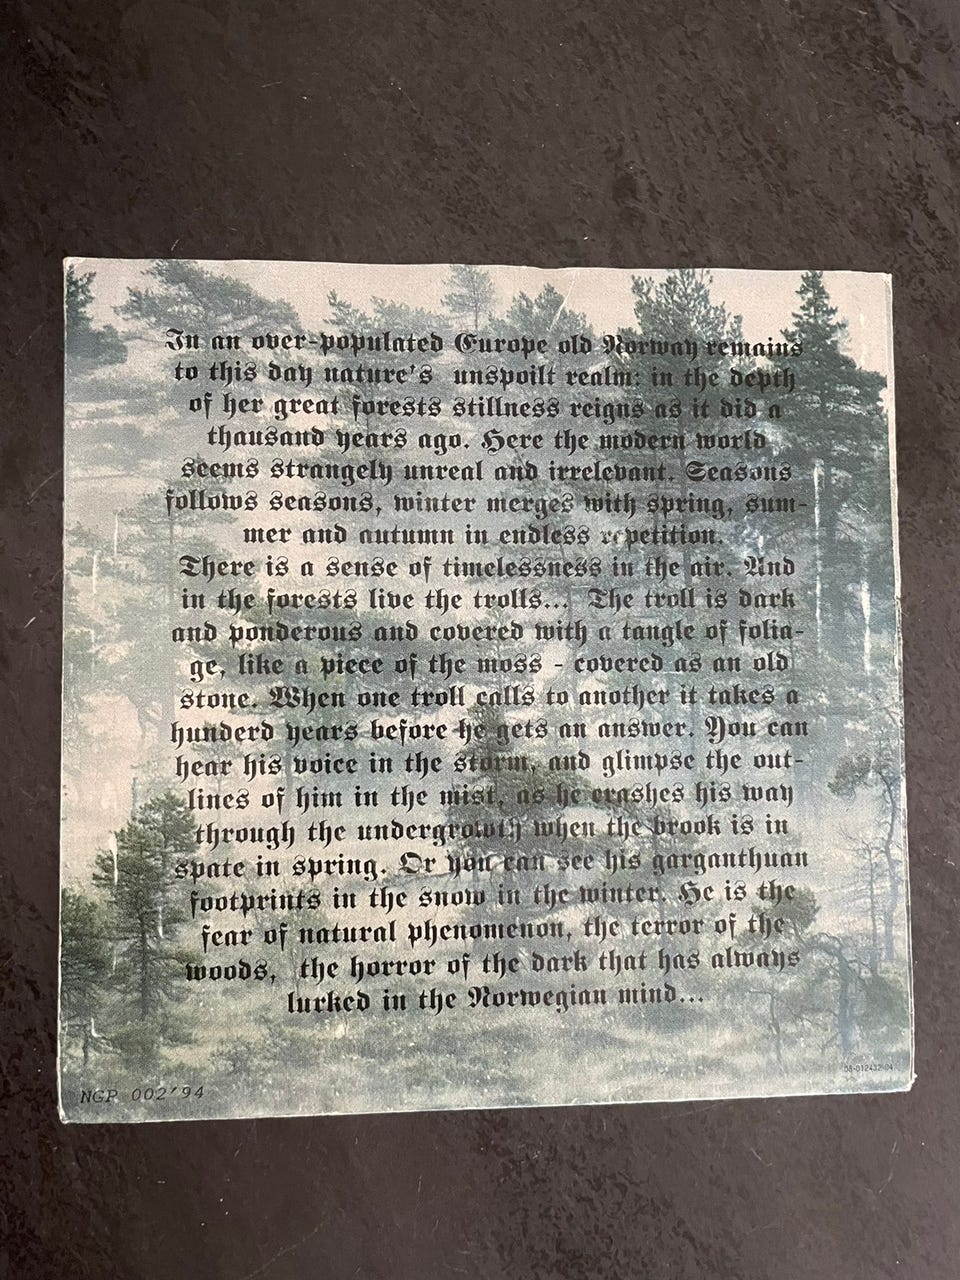 In an over-populated Europe old Norway remains
to this day nature's unspoilt realm: in the depth
of her great forests stillness reigns as it did a
thausand years ago. Here the modern world
seems strangely unreal and irrelevant. Seasons
follows seasons, winter merges with spring, sum-
mer and autumn in endless repetition.
There is a sense of timelessness in the air. And
in the forests live the trolls... The troll is dark
and ponderous and covered with a tangle of folia-
ge, like a piece of the moss - covered as an old
stone. When one troll calls to another it takes a
hunderd years before he gets an answer. You can
hear his voice in the storm, and glimpse the out-
lines of him in the mist, as he crashes his way
through the undergrowth when the brook is in
spate in spring. Or you can see his garganthuan
footprints in the snow in the winter. He is the
fear of natural phenomenon, the terror of the
woods, the horror of the dark that has always
lurked in the Norwegian mind...
08-012432-04
NGP 002'94